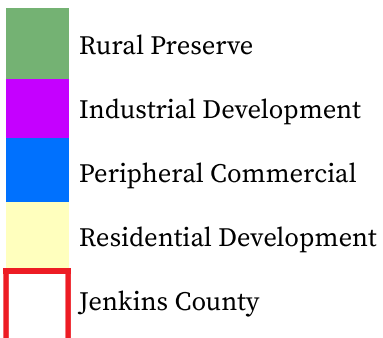 Rural Preserve
Industrial Development
Peripheral Commercial
Residential Development
Jenkins County